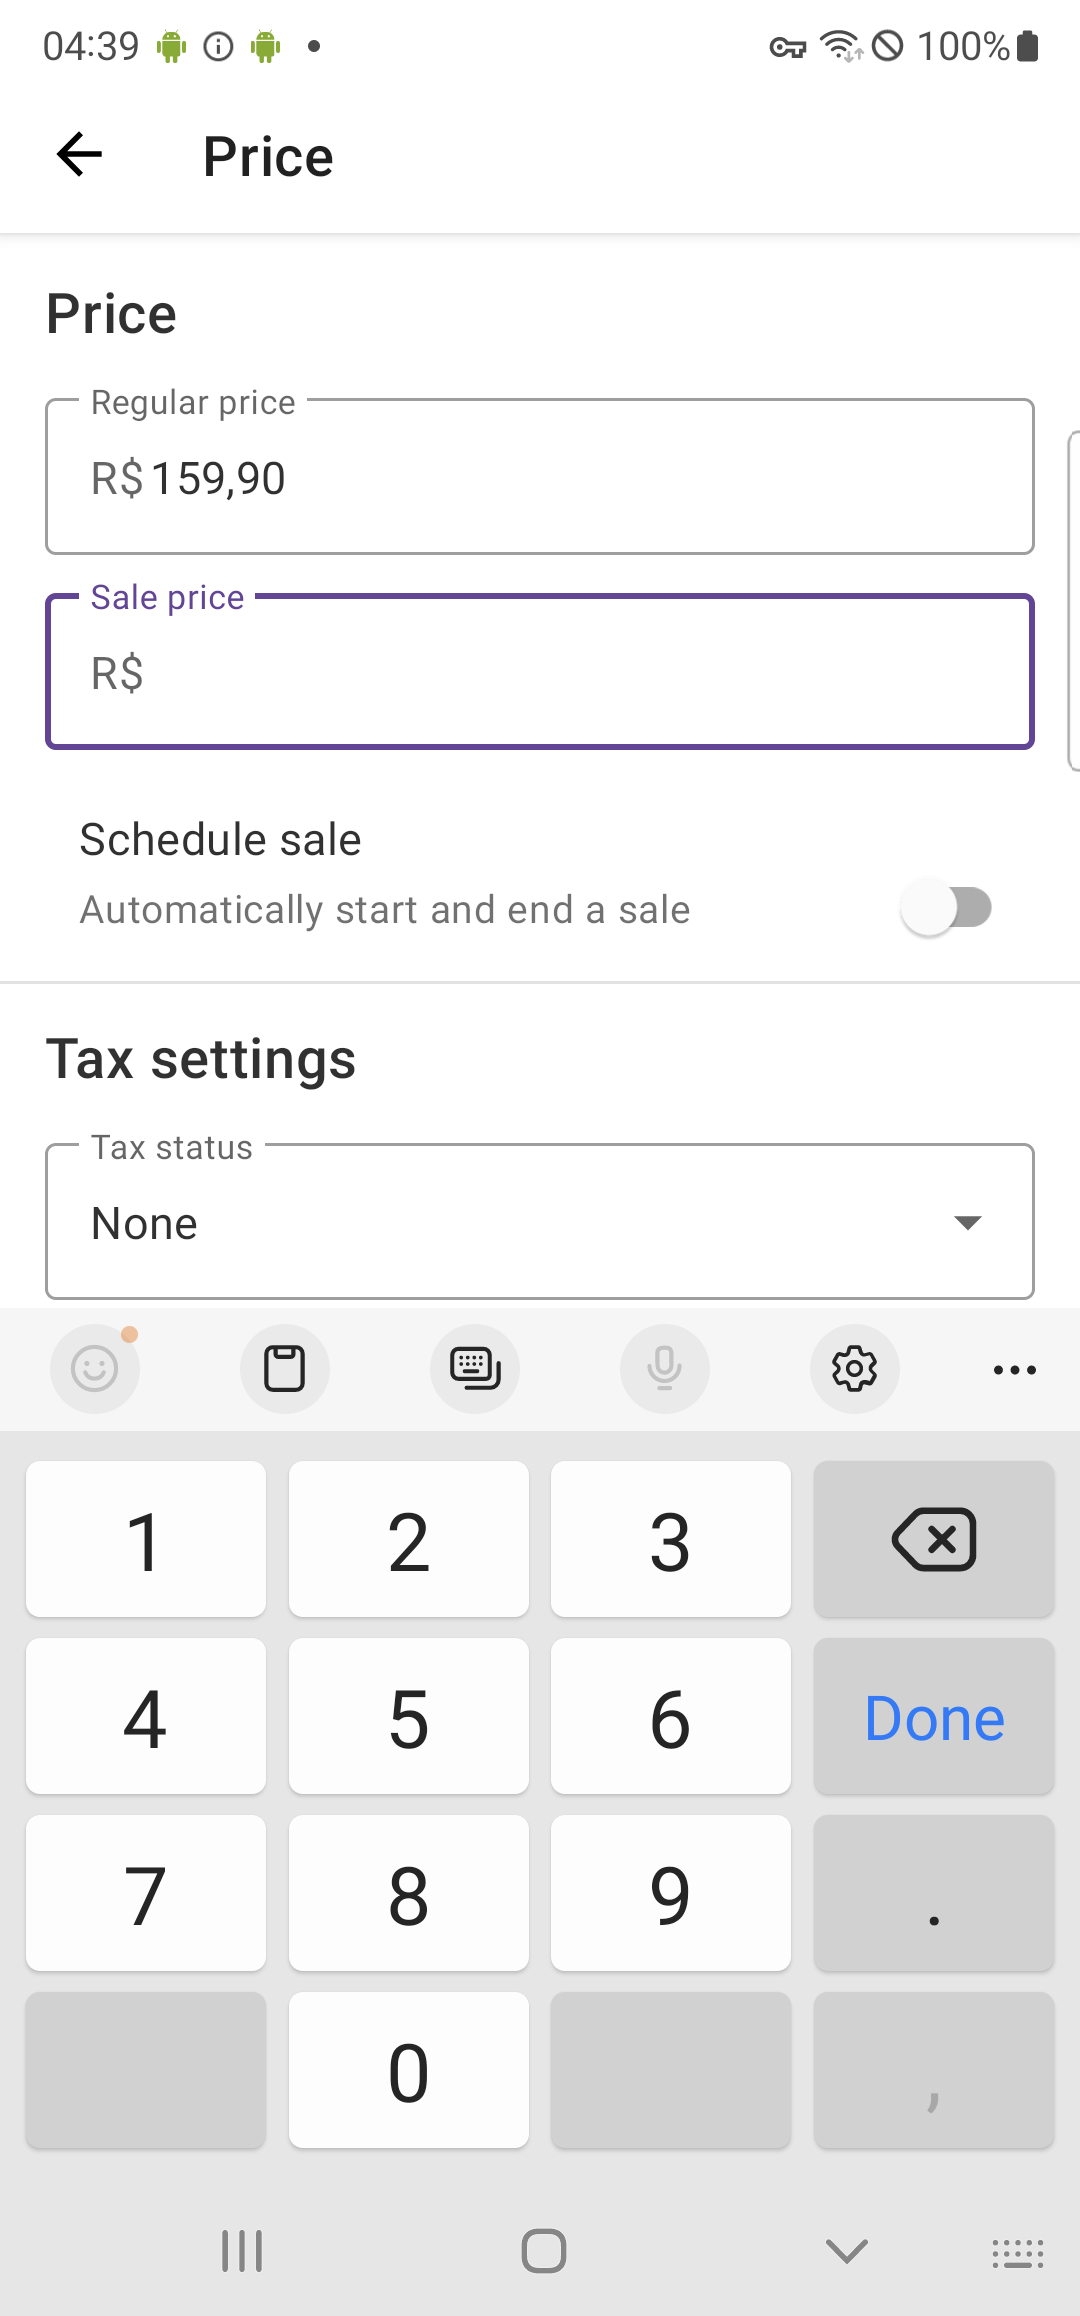 04:39 100%
Price
Price
Regular price
R$ 159,90
Sale price
R$
Schedule sale
Automatically start and end a sale
Tax settings
Tax status
None
1 2 3
4 5 6 Done
7 8 9 .
0 ,